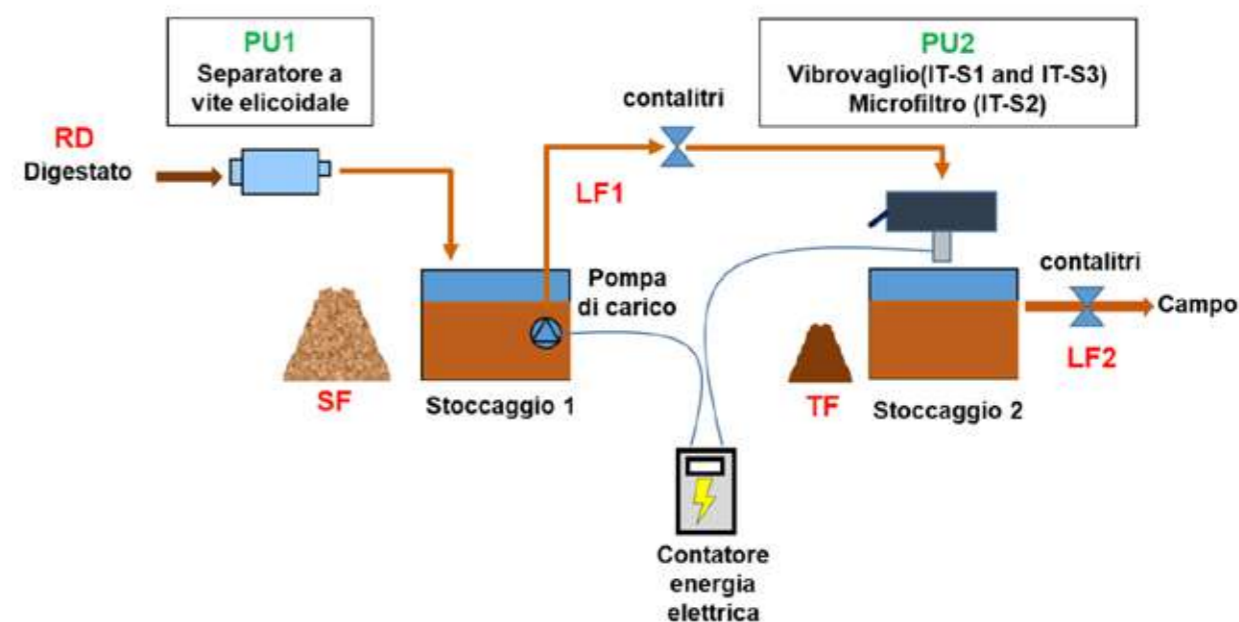 PU1
Separatore a
vite elicoidale
PU2
Vibrovaglio(IT-S1 and IT-S3)
Microfiltro (IT-S2)
contalitri
RD
Digestato
LF1
contalitri
Pompa
di carico
Campo
LF2
SF
Stoccaggio 1
TF
Stoccaggio 2
Contatore
energia
elettrica